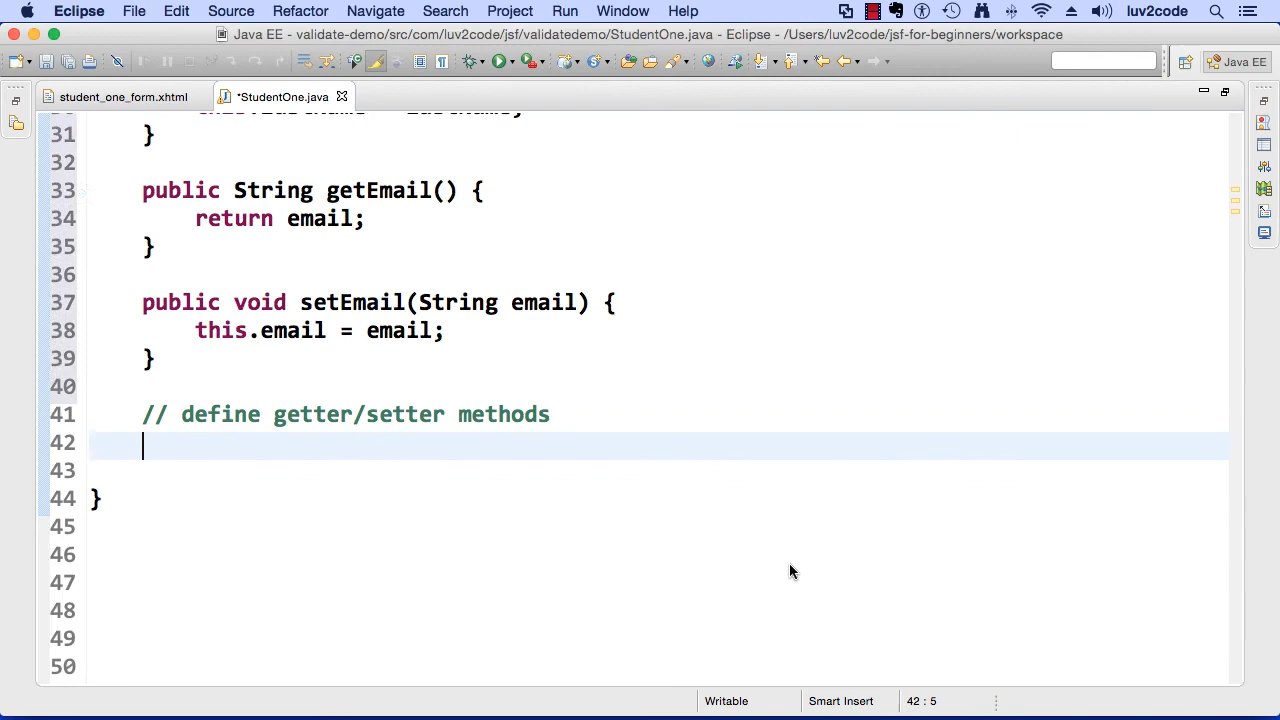 Eclipse File Edit Source Refactor Navigate Search Project Run Window Help luv2code
Java EE - validate-demo/src/com/luv2code/jsf/validatedemo/StudentOne.java - Eclipse - /Users/luv2code/jsf-for-beginners/workspace
Java EE
student_one_form.xhtml *StudentOne.java
31 }
32
33 public String getEmail() {
34 return email;
35 }
36
37 public void setEmail(String email) {
38 this.email = email;
39 }
40
41 // define getter/setter methods
42
43
44 }
45
46
47
48
49
50
Writable Smart Insert 42 : 5